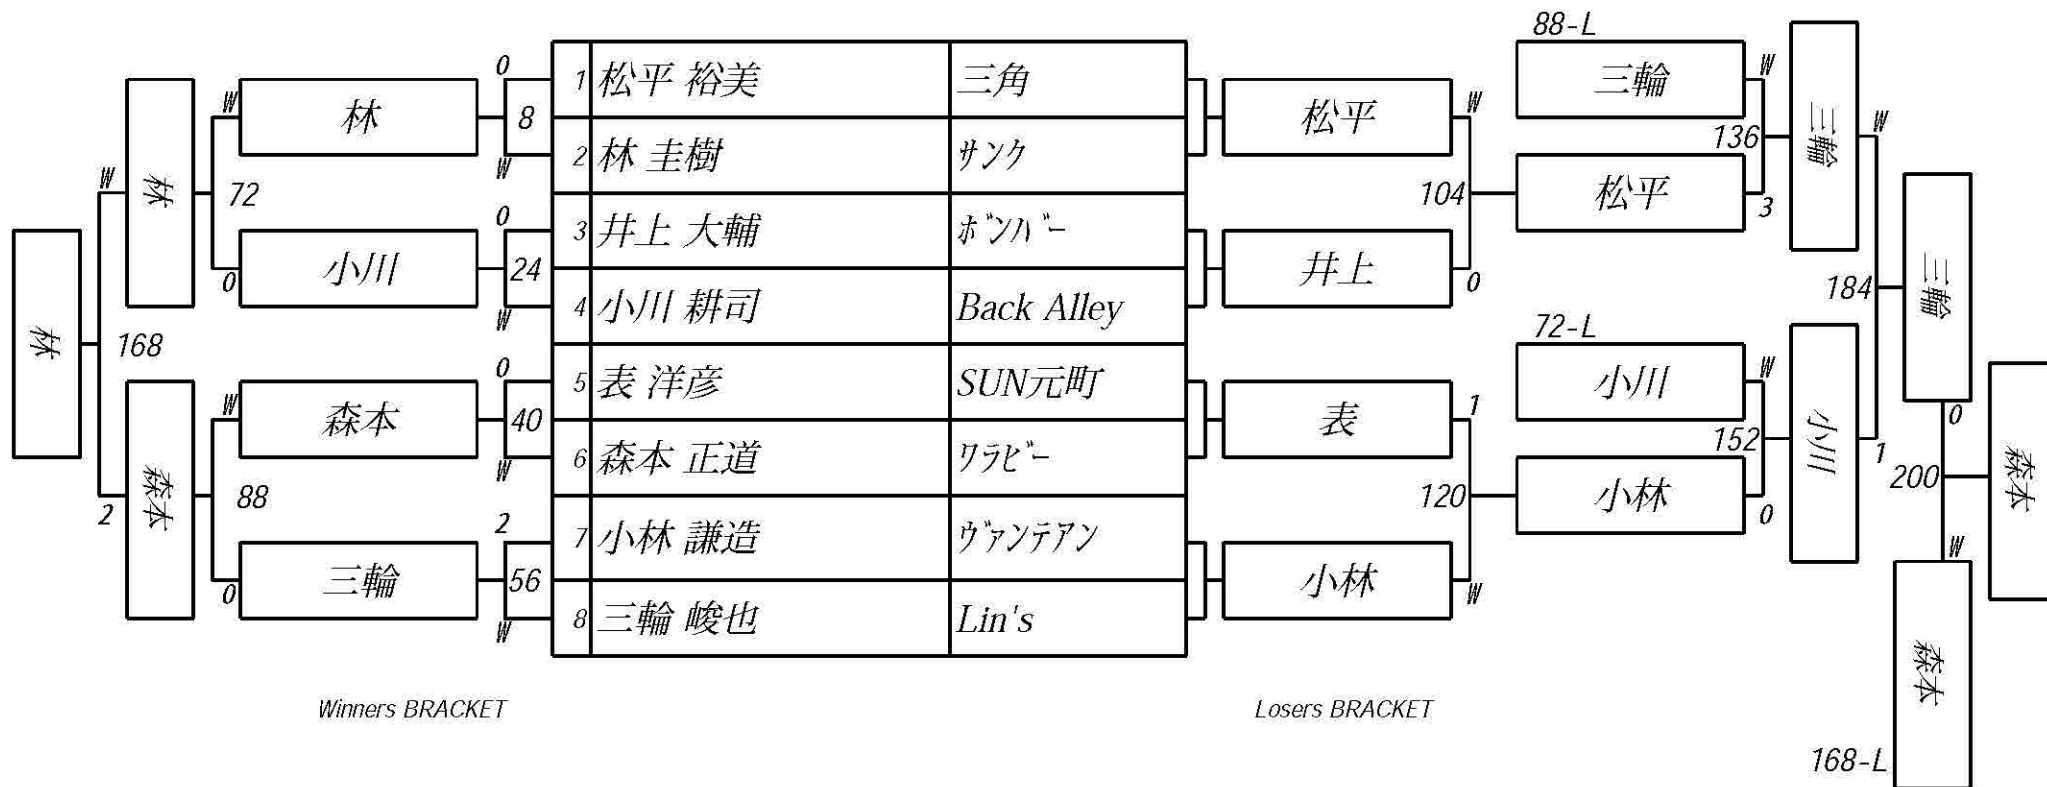 88-L
0
1 松平 裕美 三角
三輪
W
W
林
8
松平
W
136
三輪
W
W
2 林 圭樹 サンク
林
72
W
104
松平
3
0
3 井上 大輔 ボンバー
0
小川
24
井上
0
三輪
184
W
4 小川 耕司 Back Alley
林
168
72-L
0
5 表 洋彦 SUN元町
小川
W
W
森本
40
表
1
152
小川
1
0
W
6 森本 正道 ワラビー
森本
88
2
120
小林
0
200
森本
W
2
7 小林 謙造 ヴァンテアン
0
三輪
56
小林
W
W
8 三輪 峻也 Lin's
森本
168-L
Winners BRACKET
Losers BRACKET